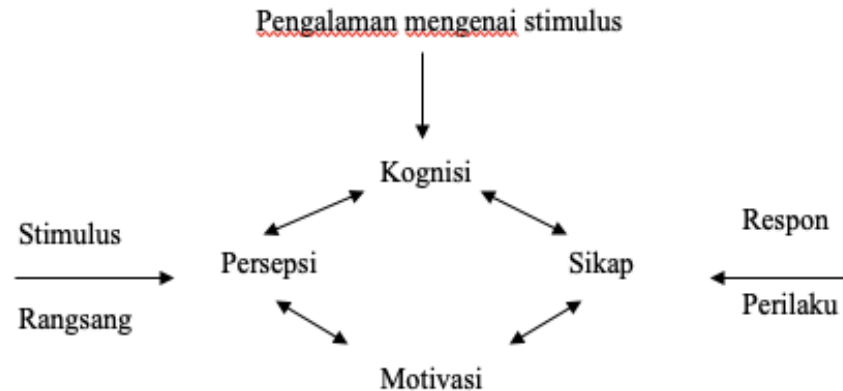 Pengalaman mengenai stimulus
Kognisi
Stimulus
Rangsang
Persepsi
Sikap
Respon
Perilaku
Motivasi